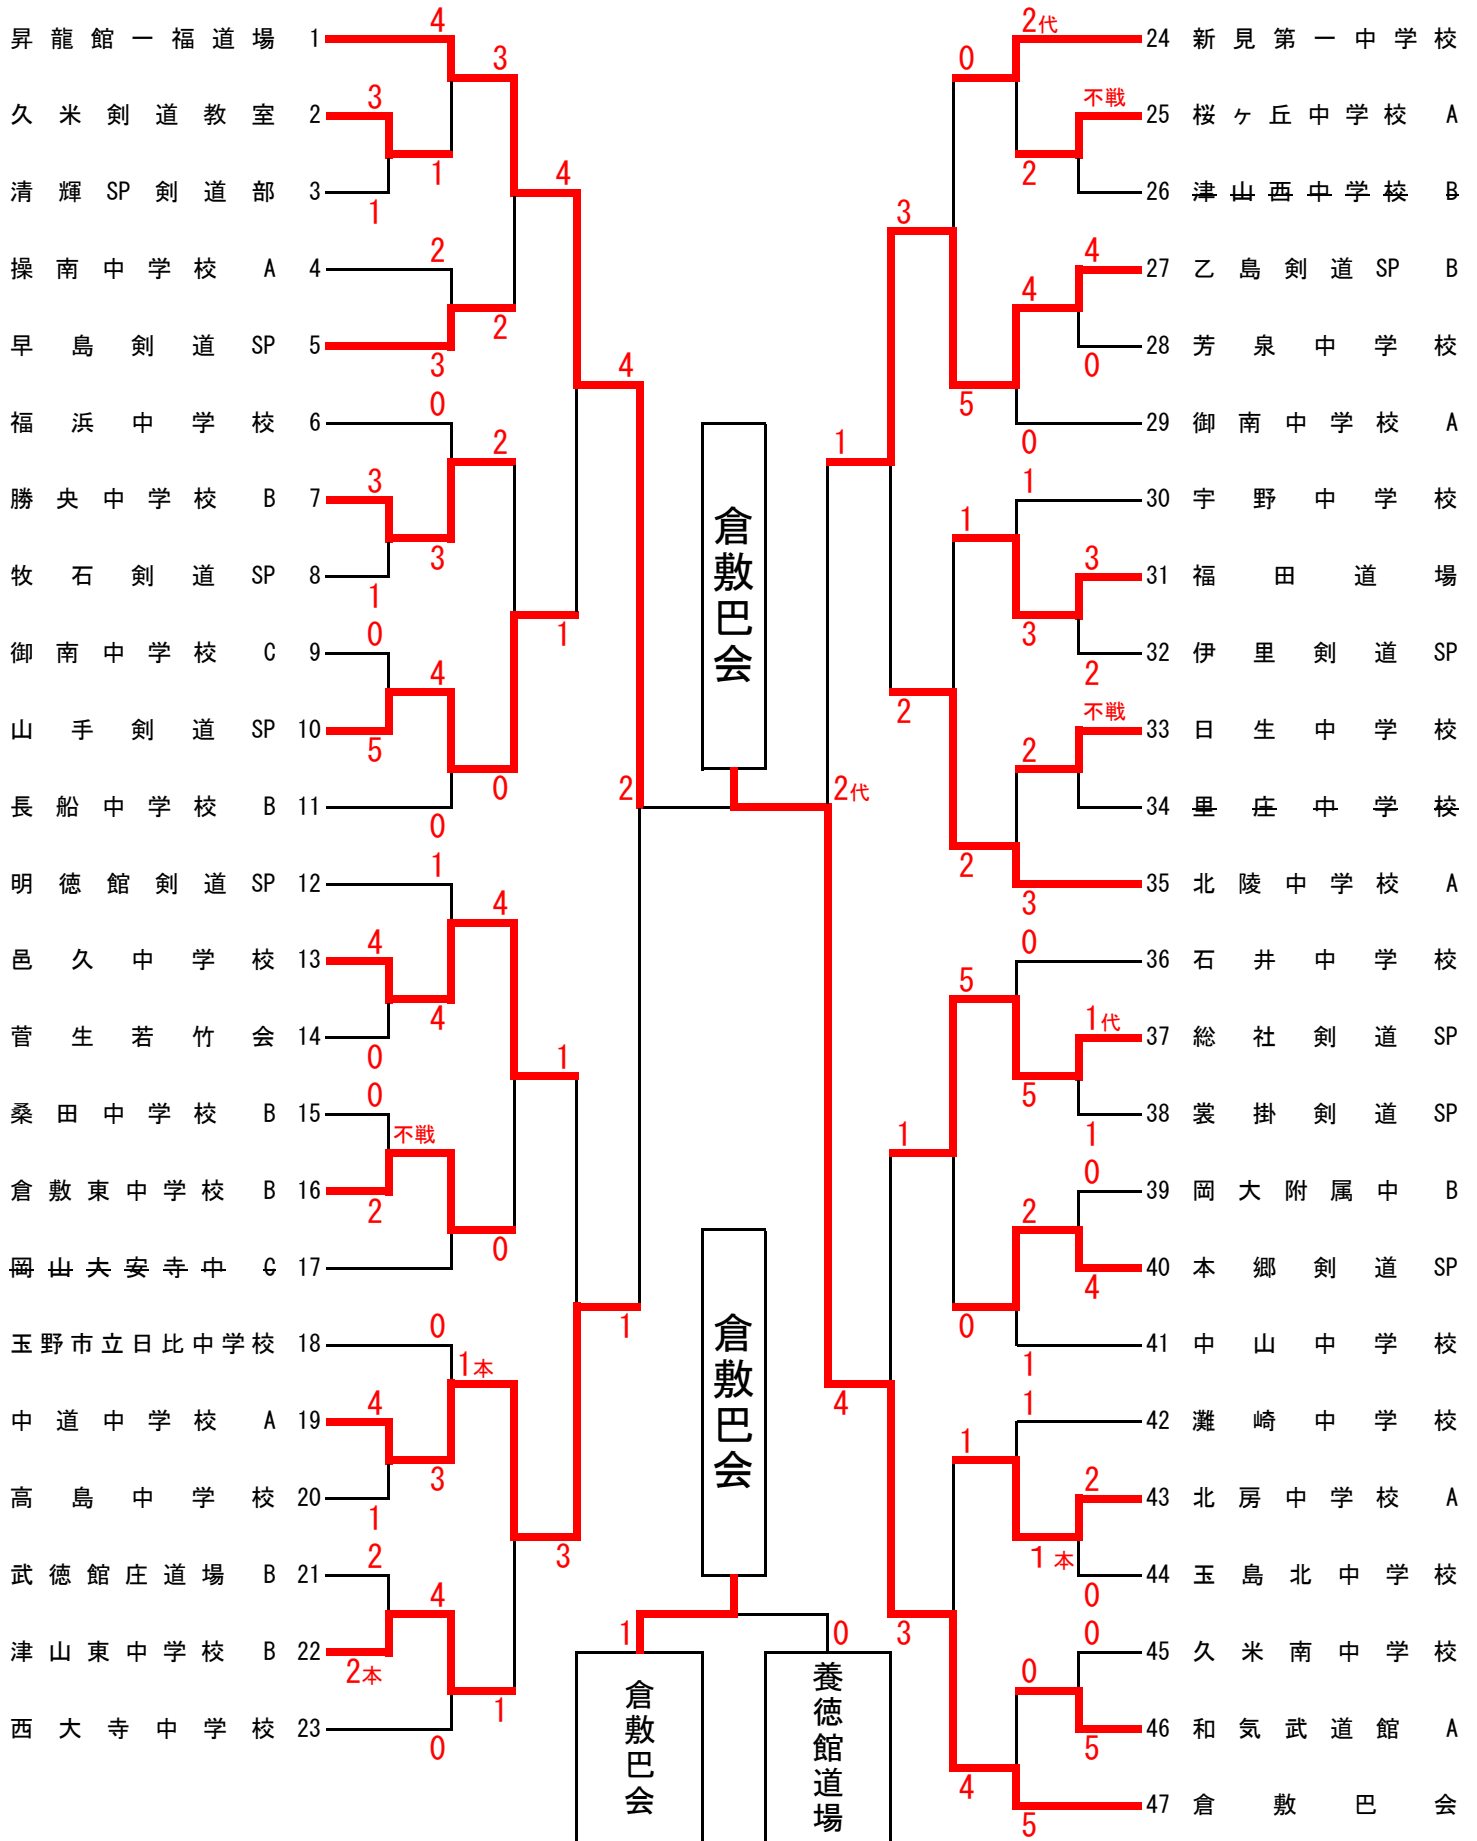 昇龍館一福道場 1
久米剣道教室 2
清輝SP剣道部 3
操南中学校 A 4
早島剣道SP 5
福浜中学校 6
勝央中学校 B 7
牧石剣道SP 8
御南中学校 C 9
山手剣道SP 10
長船中学校 B 11
明徳館剣道SP 12
邑久中学校 13
菅生若竹会 14
桑田中学校 B 15
倉敷東中学校 B 16
岡山大安寺中 C 17
玉野市立日比中学校 18
中道中学校 A 19
高島中学校 20
武徳館庄道場 B 21
津山東中学校 B 22
西大寺中学校 23
4
3
1
1
2
3
0
3
1
0
5
0
1
4
0
0
2
0
4
1
2
2本
0
3
1
2
2
3
4
4
不戦
1本
3
4
4
2
1
0
4
0
1
1
3
4
1
2
倉敷巴会
倉敷巴会
1
0
倉敷巴会
養徳館道場
2代
1
4
3
2
1
3
0
5
1
2
5
0
1
4
2代
2
4
0
1
3
2
3
0
5
2
1
1
1本
0
5
不戦
4
0
3
2
不戦
1代
1
0
4
2
0
0
5
24 新見第一中学校
25 桜ヶ丘中学校 A
26 津山西中学校 B
27 乙島剣道SP B
28 芳泉中学校
29 御南中学校 A
30 宇野中学校
31 福田道場
32 伊里剣道SP
33 日生中学校
34 里庄中学校
35 北陵中学校 A
36 石井中学校
37 総社剣道SP
38 裳掛剣道SP
39 岡大附属中 B
40 本郷剣道SP
41 中山中学校
42 灘崎中学校
43 北房中学校 A
44 玉島北中学校
45 久米南中学校
46 和気武道館 A
47 倉敷巴会